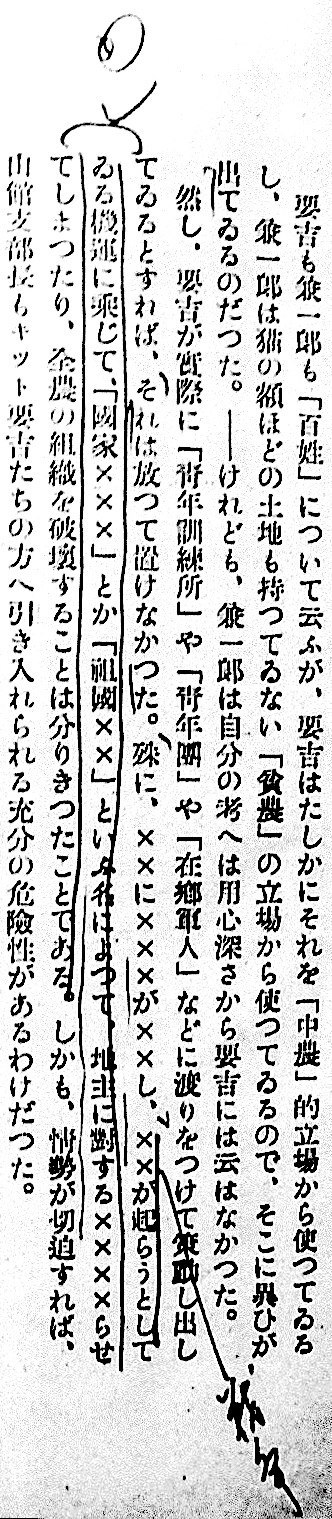 要吉も兼一郎も「百姓」について云ふが、要吉はたしかにそれを「中農」的立場から使つてゐる
し、兼一郎は猫の額ほどの土地も持つてゐない「貧農」の立場から使つてゐるので、そこに異ひが
出てゐるのだつた。――けれども、兼一郎は自分の考へは用心深さから要吉には云はなかつた。
然し、要吉が實際に「靑年訓練所」や「靑年團」や「在鄕軍人」などに渡りをつけて策動し出し
てゐるとすれば、それは放つて置けなかつた。殊に、××に×××が××し、××が起らうとして
ゐる機運に乘じて、「國家×××」とか「祖國××」といふ名によつて、地主に對する××××らせ
てしまつたり、全農の組織を破壞することは分りきつたことである。しかも、情勢が切迫すれば、
山館支部長もキット要吉たちの方へ引き入れられる充分の危險性があるわけだつた。